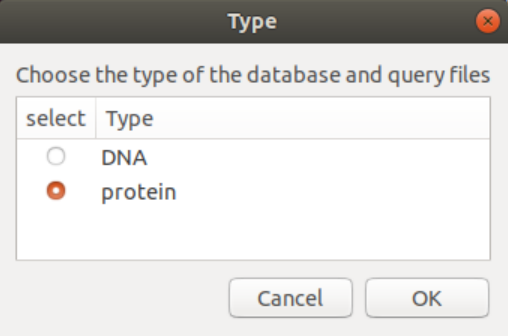 Type
Choose the type of the database and query files
select Type
DNA
protein
Cancel OK